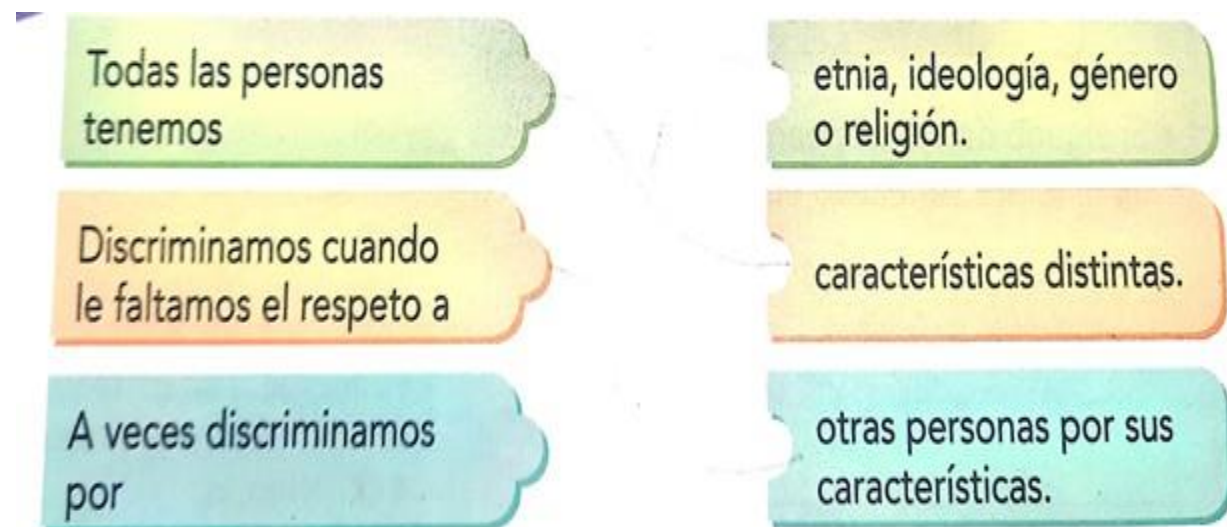 Todas las personas
tenemos
etnia, ideología, género
o religión.
Discriminamos cuando
le faltamos el respeto a
características distintas.
A veces discriminamos
por
otras personas por sus
características.